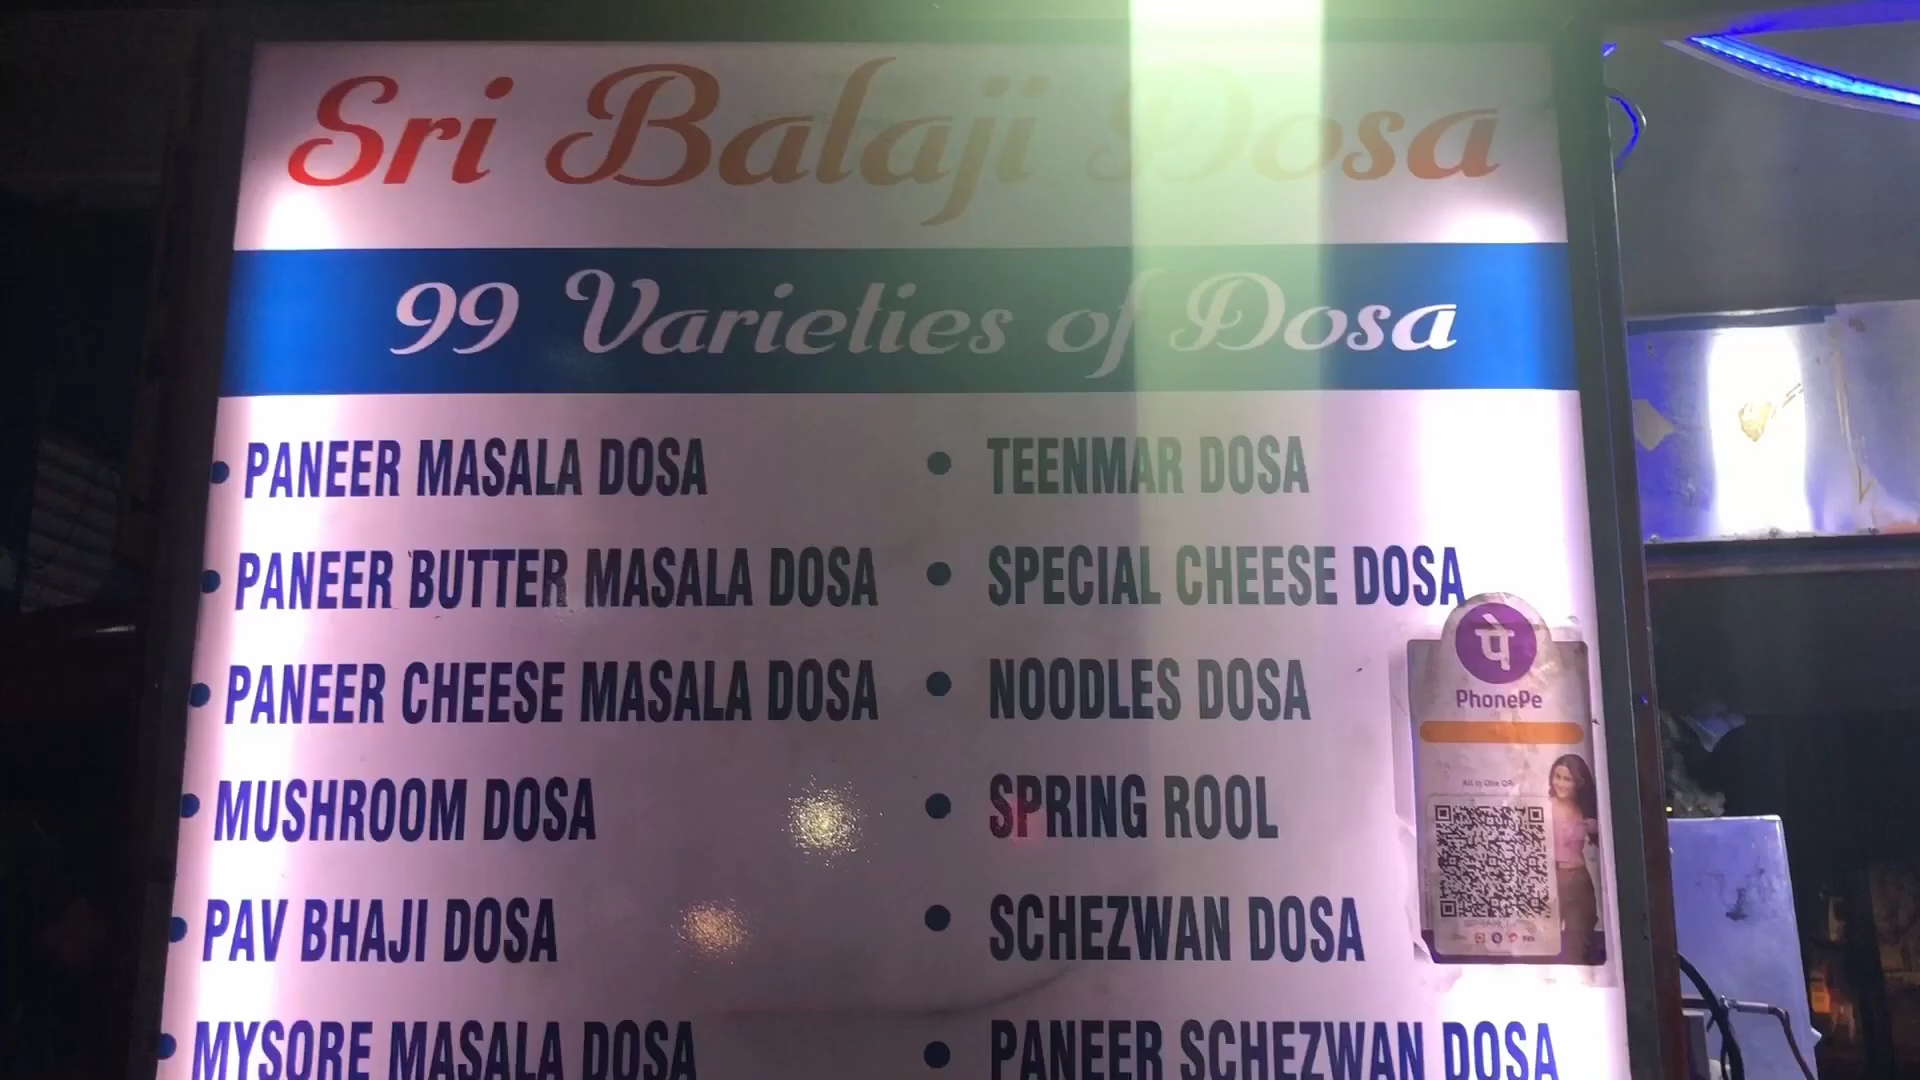 Sri Balaji Dosa
99 Varieties of Dosa
• PANEER MASALA DOSA
• PANEER BUTTER MASALA DOSA
• PANEER CHEESE MASALA DOSA
• MUSHROOM DOSA
• PAV BHAJI DOSA
• MYSORE MASALA DOSA
• TEENMAR DOSA
• SPECIAL CHEESE DOSA
• NOODLES DOSA
• SPRING ROOL
• SCHEZWAN DOSA
• PANEER SCHEZWAN DOSA
पे
PhonePe
All in One QR